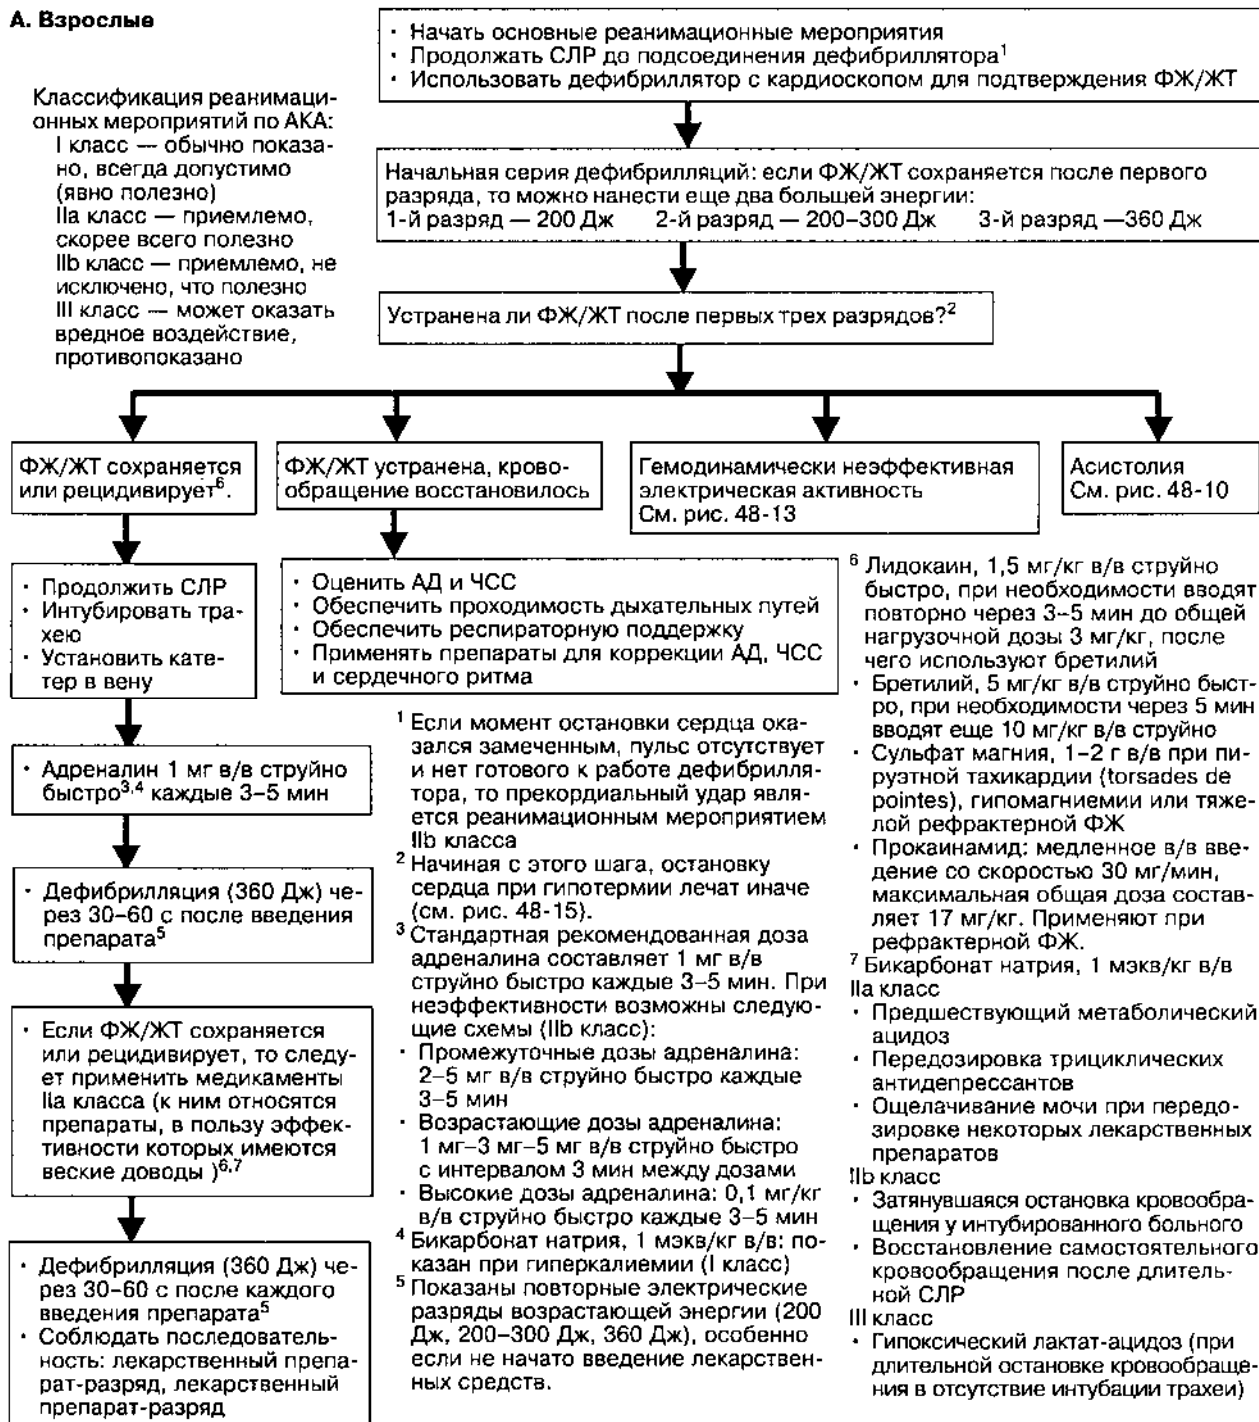 А. Взрослые
· Начать основные реанимационные мероприятия
· Продолжать СЛР до подсоединения дефибриллятора1
· Использовать дефибриллятор с кардиоскопом для подтверждения ФЖ/ЖТ
Классификация реанимаци-
онных мероприятий по АКА:
I класс — обычно показа-
но, всегда допустимо
(явно полезно)
IIa класс — приемлемо,
скорее всего полезно
IIb класс — приемлемо, не
исключено, что полезно
III класс — может оказать
вредное воздействие,
противопоказано
Начальная серия дефибрилляций: если ФЖ/ЖТ сохраняется после первого
разряда, то можно нанести еще два большей энергии:
1-й разряд — 200 Дж 2-й разряд — 200–300 Дж 3-й разряд —360 Дж
Устранена ли ФЖ/ЖТ после первых трех разрядов?2
ФЖ/ЖТ сохраняется
или рецидивирует6.
ФЖ/ЖТ устранена, крово-
обращение восстановилось
Гемодинамически неэффективная
электрическая активность
См. рис. 48-13
Асистолия
См. рис. 48-10
· Продолжить СЛР
· Интубировать тра-
хею
· Установить кате-
тер в вену
· Адреналин 1 мг в/в струйно
быстро3,4 каждые 3–5 мин
· Дефибрилляция (360 Дж) че-
рез 30–60 с после введения
препарата5
· Если ФЖ/ЖТ сохраняется
или рецидивирует, то следу-
ет применить медикаменты
IIa класса (к ним относятся
препараты, в пользу эффек-
тивности которых имеются
веские доводы )6,7
· Дефибрилляция (360 Дж) че-
рез 30–60 с после каждого
введения препарата5
· Соблюдать последователь-
ность: лекарственный препа-
рат-разряд, лекарственный
препарат-разряд
· Оценить АД и ЧСС
· Обеспечить проходимость дыхательных путей
· Обеспечить респираторную поддержку
· Применять препараты для коррекции АД, ЧСС
и сердечного ритма
1 Если момент остановки сердца ока-
зался замеченным, пульс отсутствует
и нет готового к работе дефибрилля-
тора, то прекордиальный удар явля-
ется реанимационным мероприятием
IIb класса
2 Начиная с этого шага, остановку
сердца при гипотермии лечат иначе
(см. рис. 48-15).
3 Стандартная рекомендованная доза
адреналина составляет 1 мг в/в
струйно быстро каждые 3–5 мин. При
неэффективности возможны следую-
щие схемы (IIb класс):
· Промежуточные дозы адреналина:
2–5 мг в/в струйно быстро каждые
3–5 мин
· Возрастающие дозы адреналина:
1 мг–3 мг–5 мг в/в струйно быстро
с интервалом 3 мин между дозами
· Высокие дозы адреналина: 0,1 мг/кг
в/в струйно быстро каждые 3–5 мин
4 Бикарбонат натрия, 1 мэкв/кг в/в: по-
казан при гиперкалиемии (I класс)
5 Показаны повторные электрические
разряды возрастающей энергии (200
Дж, 200–300 Дж, 360 Дж), особенно
если не начато введение лекарствен-
ных средств.
6 Лидокаин, 1,5 мг/кг в/в струйно
быстро, при необходимости вводят
повторно через 3–5 мин до общей
нагрузочной дозы 3 мг/кг, после
чего используют бретилий
· Бретилий, 5 мг/кг в/в струйно быст-
ро, при необходимости через 5 мин
вводят еще 10 мг/кг в/в струйно
· Сульфат магния, 1–2 г в/в при пи-
руэтной тахикардии (torsades de
pointes), гипомагниемии или тяже-
лой рефрактерной ФЖ
· Прокаинамид: медленное в/в вве-
дение со скоростью 30 мг/мин,
максимальная общая доза состав-
ляет 17 мг/кг. Применяют при
рефрактерной ФЖ.
7 Бикарбонат натрия, 1 мэкв/кг в/в
IIa класс
· Предшествующий метаболический
ацидоз
· Передозировка трициклических
антидепрессантов
· Ощелачивание мочи при передо-
зировке некоторых лекарственных
препаратов
IIb класс
· Затянувшаяся остановка кровообра-
щения у интубированного больного
· Восстановление самостоятельного
кровообращения после длитель-
ной СЛР
III класс
· Гипоксический лактат-ацидоз (при
длительной остановке кровообраще-
ния в отсутствие интубации трахеи)